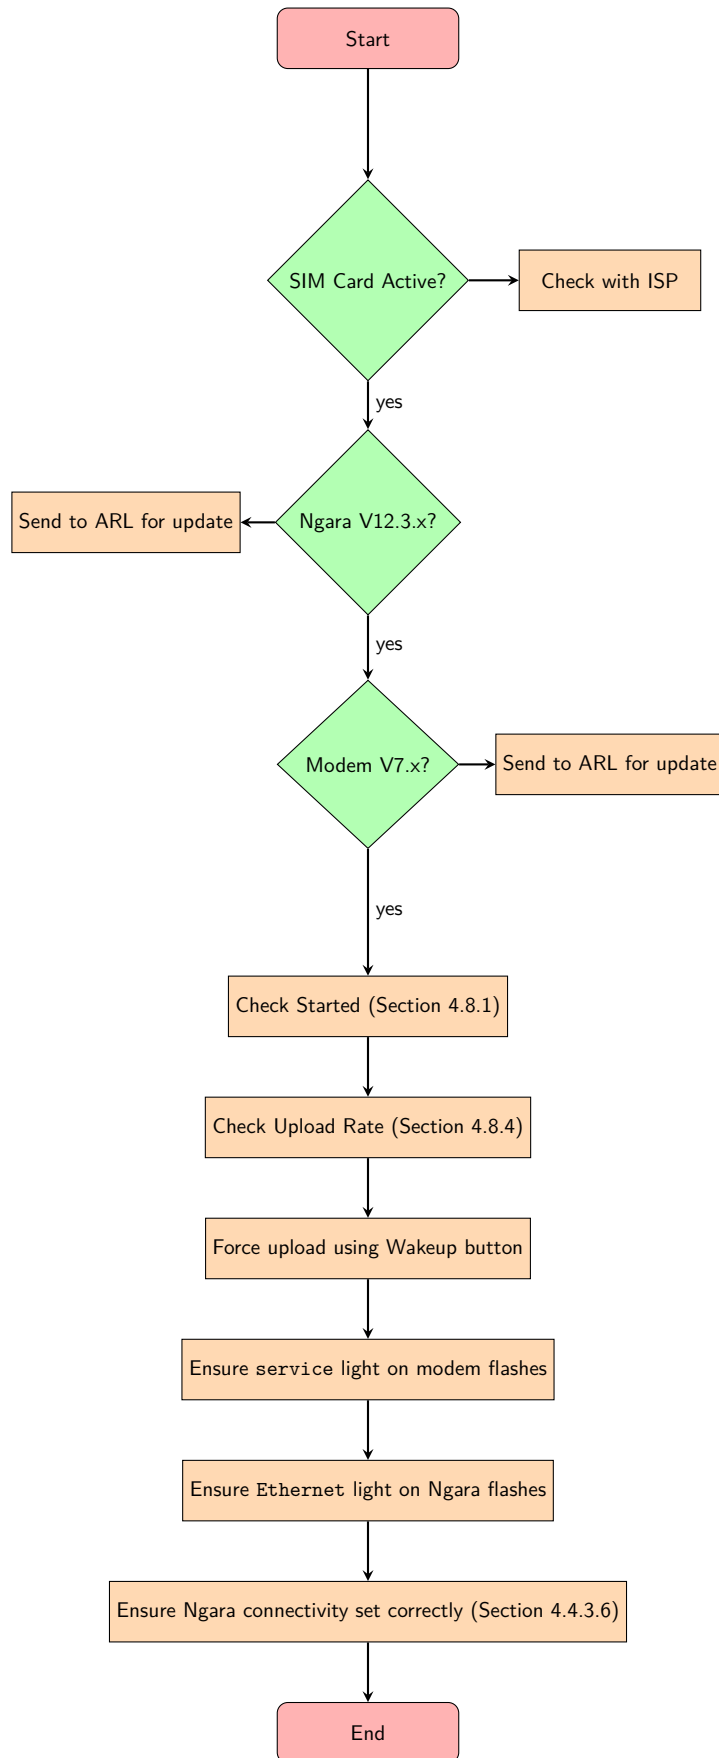 Start
SIM Card Active?
Check with ISP
yes
Send to ARL for update
Ngara V12.3.x?
yes
Modem V7.x?
Send to ARL for update
yes
Check Started (Section 4.8.1)
Check Upload Rate (Section 4.8.4)
Force upload using Wakeup button
Ensure service light on modem flashes
Ensure Ethernet light on Ngara flashes
Ensure Ngara connectivity set correctly (Section 4.4.3.6)
End